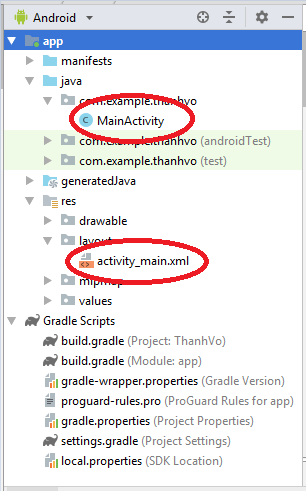 Android
app
manifests
java
com.example.thanhvo
C MainActivity
com.example.thanhvo (androidTest)
com.example.thanhvo (test)
generatedJava
res
drawable
layout
activity_main.xml
mipmap
values
Gradle Scripts
build.gradle (Project: ThanhVo)
build.gradle (Module: app)
gradle-wrapper.properties (Gradle Version)
proguard-rules.pro (ProGuard Rules for app)
gradle.properties (Project Properties)
settings.gradle (Project Settings)
local.properties (SDK Location)